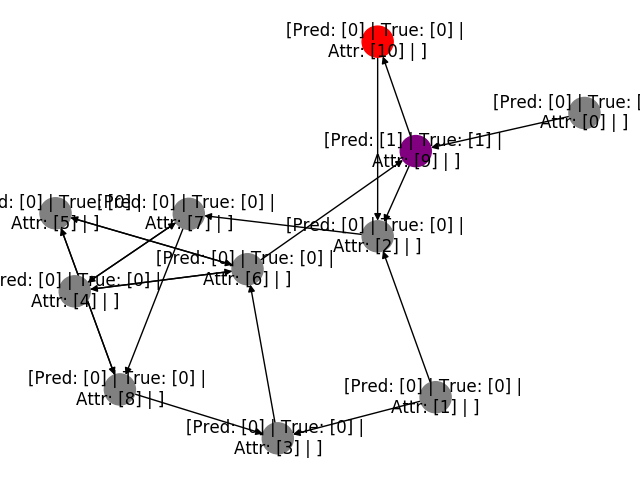 [Pred: [0] | True: [0] |
Attr: [10] | ]
[Pred: [0] | True: [
Attr: [0] | ]
[Pred: [1] | True: [1] |
Attr: [9] | ]
d: [0] | True: [0] |
Attr: [5] | ]
[Pred: [0] | True: [0] |
Attr: [7] | ]
[Pred: [0] | True: [0] |
Attr: [2] | ]
[Pred: [0] | True: [0] |
Attr: [6] | ]
red: [0] | True: [0] |
Attr: [4] | ]
[Pred: [0] | True: [0] |
Attr: [8] | ]
[Pred: [0] | True: [0] |
Attr: [1] | ]
[Pred: [0] | True: [0] |
Attr: [3] | ]